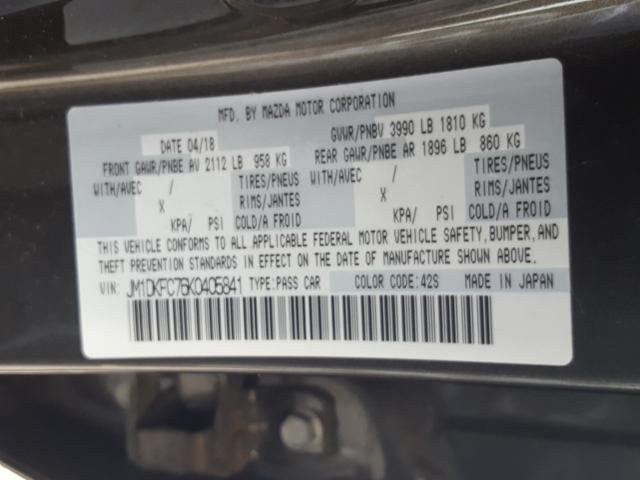 MFD. BY MAZDA MOTOR CORPORATION
DATE 04/18 GVWR/PNBV 3990 LB 1810 KG
FRONT GAWR/PNBE AV 2112 LB 958 KG REAR GAWR/PNBE AR 1896 LB 860 KG
WITH/AVEC / TIRES/PNEUS WITH/AVEC / TIRES/PNEUS
X RIMS/JANTES X RIMS/JANTES
KPA/ PSI COLD/A FROID KPA/ PSI COLD/A FROID
THIS VEHICLE CONFORMS TO ALL APPLICABLE FEDERAL MOTOR VEHICLE SAFETY, BUMPER, AND
THEFT PREVENTION STANDARDS IN EFFECT ON THE DATE OF MANUFACTURE SHOWN ABOVE.
VIN: JM1DKFC76K0405841 TYPE:PASS CAR COLOR CODE:42S MADE IN JAPAN